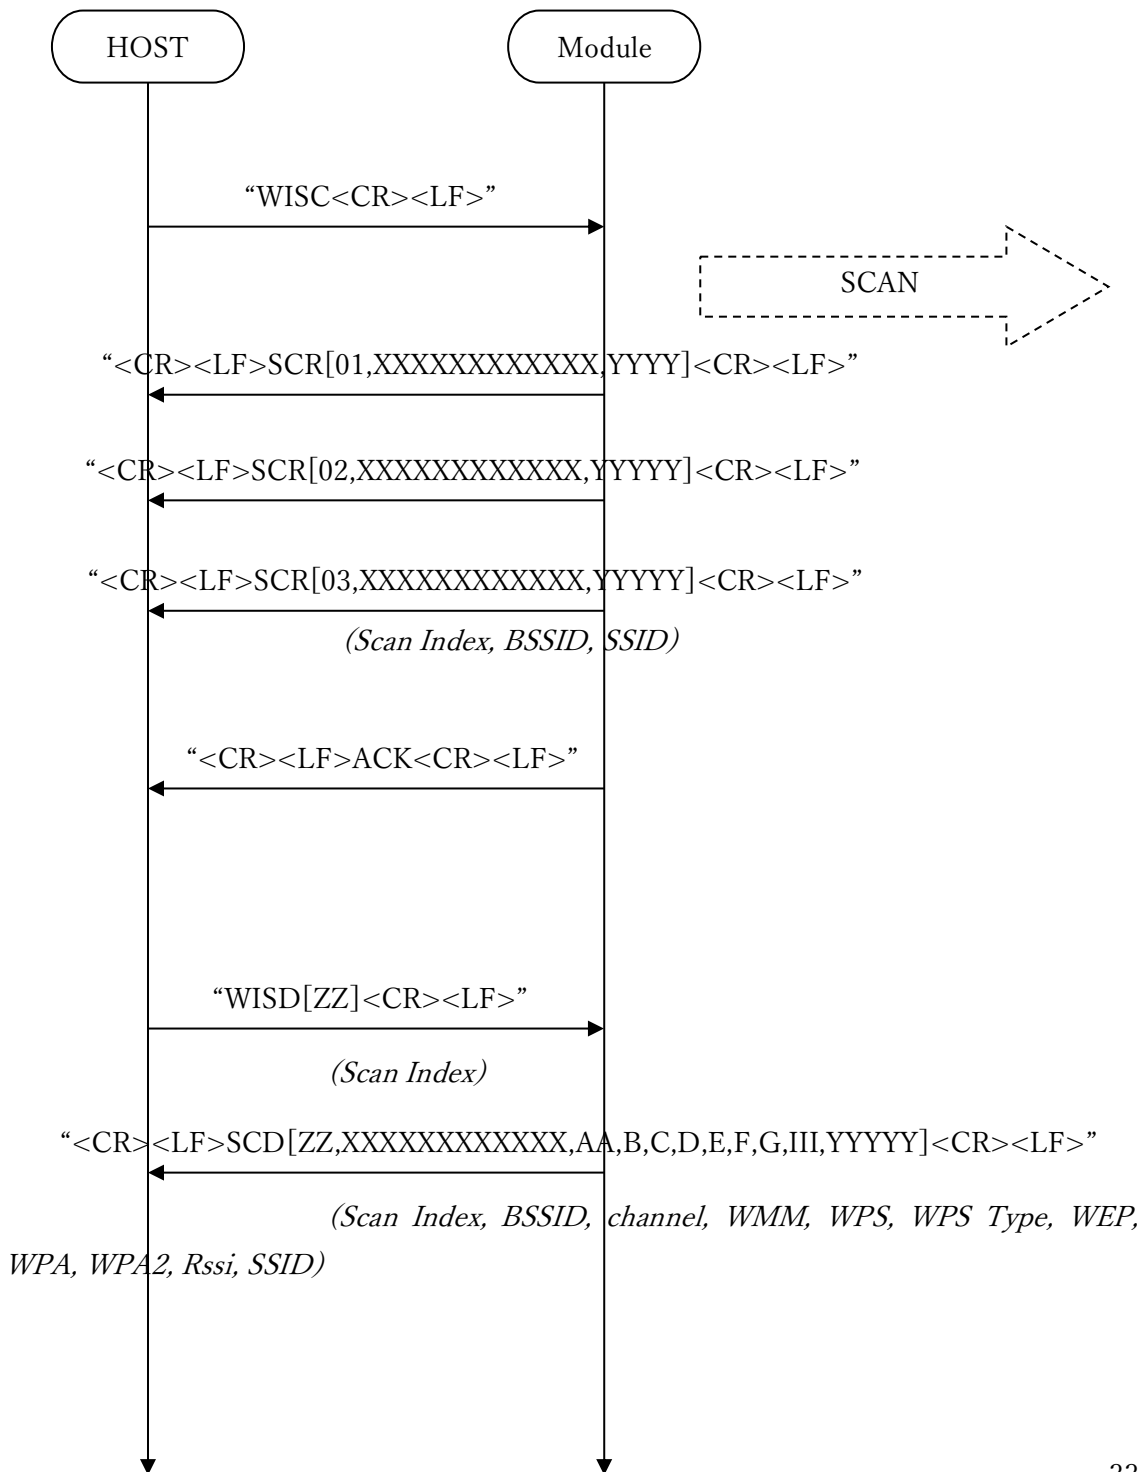 HOST
Module
“WISC<CR><LF>”
SCAN
“<CR><LF>SCR[01,XXXXXXXXXXXX,YYYY]<CR><LF>”
“<CR><LF>SCR[02,XXXXXXXXXXXX,YYYYY]<CR><LF>”
“<CR><LF>SCR[03,XXXXXXXXXXXX,YYYYY]<CR><LF>”
(Scan Index, BSSID, SSID)
“<CR><LF>ACK<CR><LF>”
“WISD[ZZ]<CR><LF>”
(Scan Index)
“<CR><LF>SCD[ZZ,XXXXXXXXXXXX,AA,B,C,D,E,F,G,III,YYYYY]<CR><LF>”
(Scan Index, BSSID, channel, WMM, WPS, WPS Type, WEP,
WPA, WPA2, Rssi, SSID)